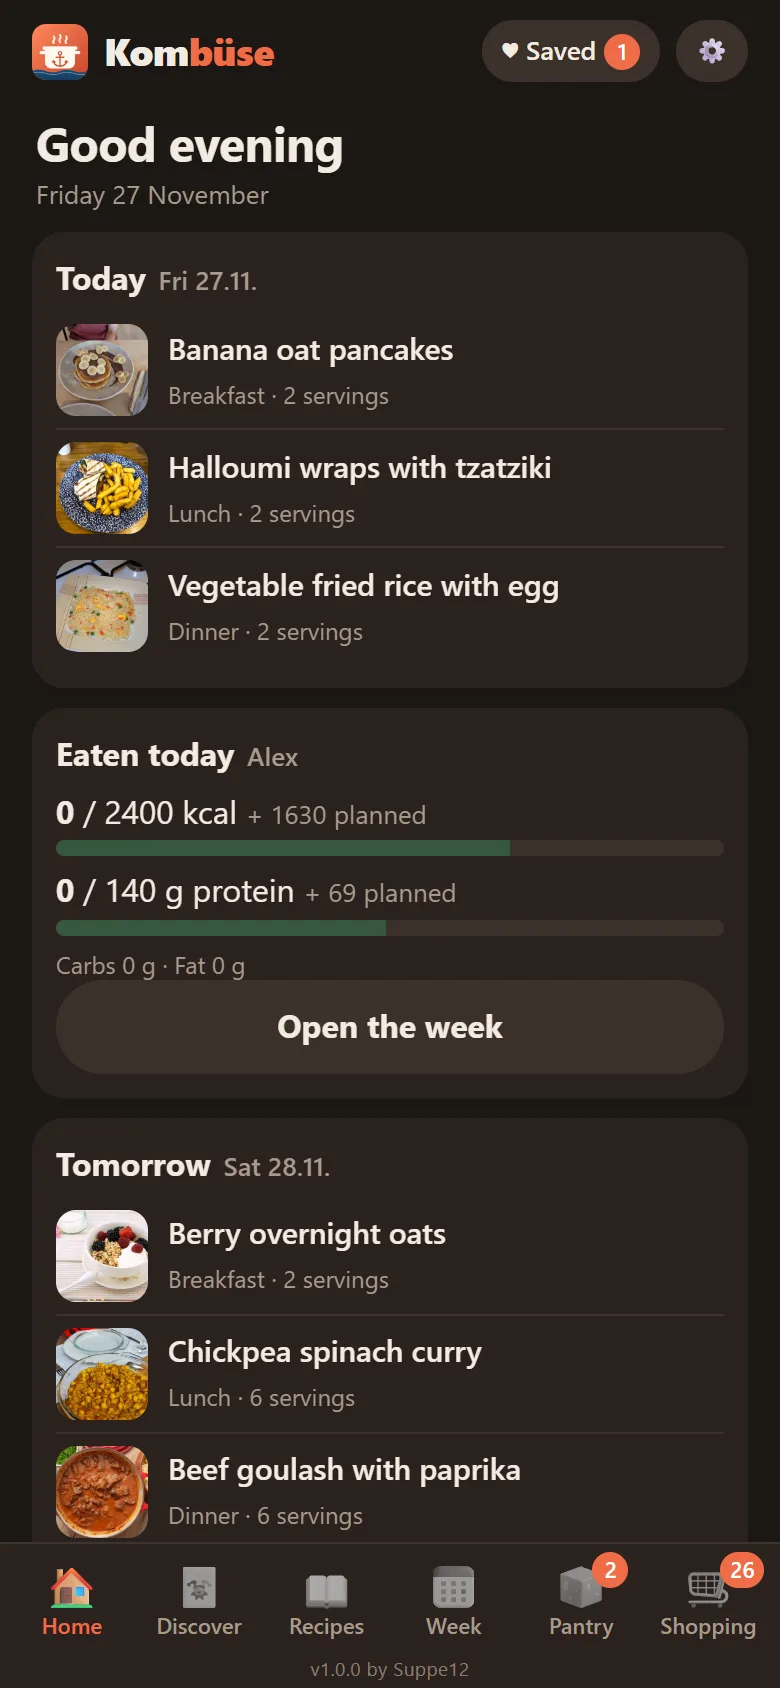 Kombüse
♥ Saved 1
Good evening
Friday 27 November
Today Fri 27.11.
Banana oat pancakes
Breakfast · 2 servings
Halloumi wraps with tzatziki
Lunch · 2 servings
Vegetable fried rice with egg
Dinner · 2 servings
Eaten today Alex
0 / 2400 kcal + 1630 planned
0 / 140 g protein + 69 planned
Carbs 0 g · Fat 0 g
Open the week
Tomorrow Sat 28.11.
Berry overnight oats
Breakfast · 2 servings
Chickpea spinach curry
Lunch · 6 servings
Beef goulash with paprika
Dinner · 6 servings
2 26
Home Discover Recipes Week Pantry Shopping
v1.0.0 by Suppe12